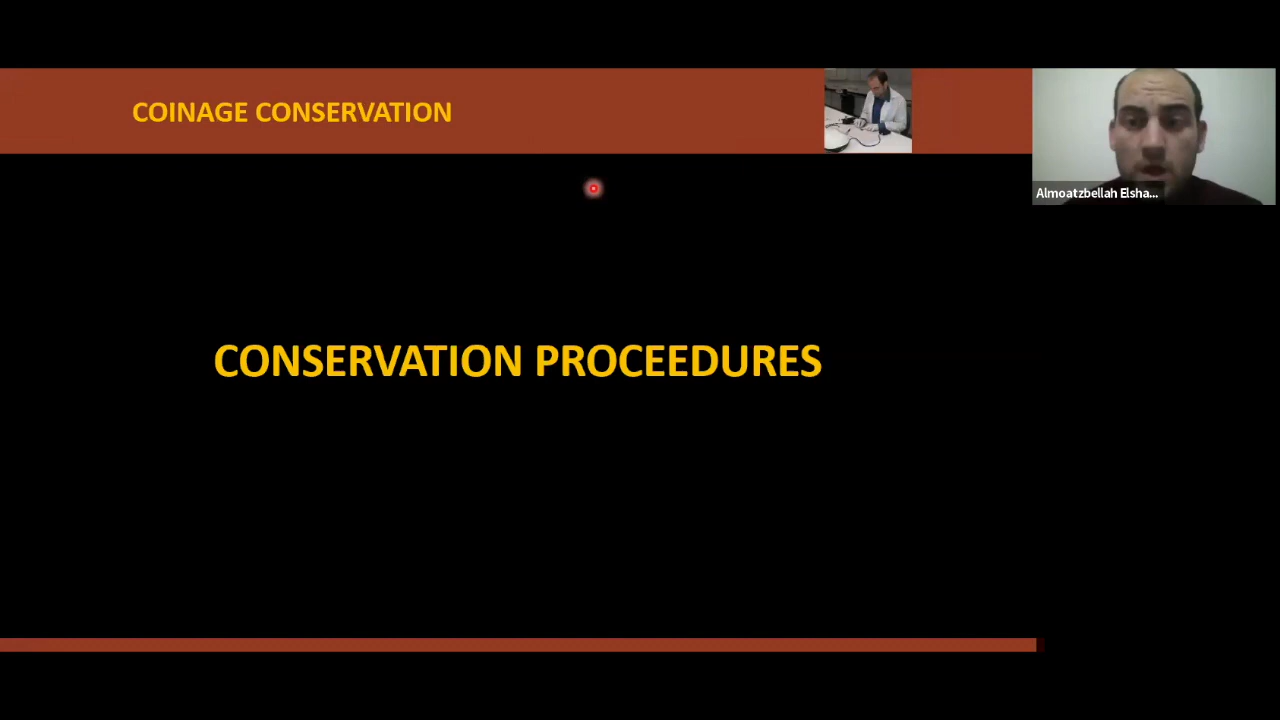 COINAGE CONSERVATION
Almoatzbellah Elsha...
CONSERVATION PROCEEDURES